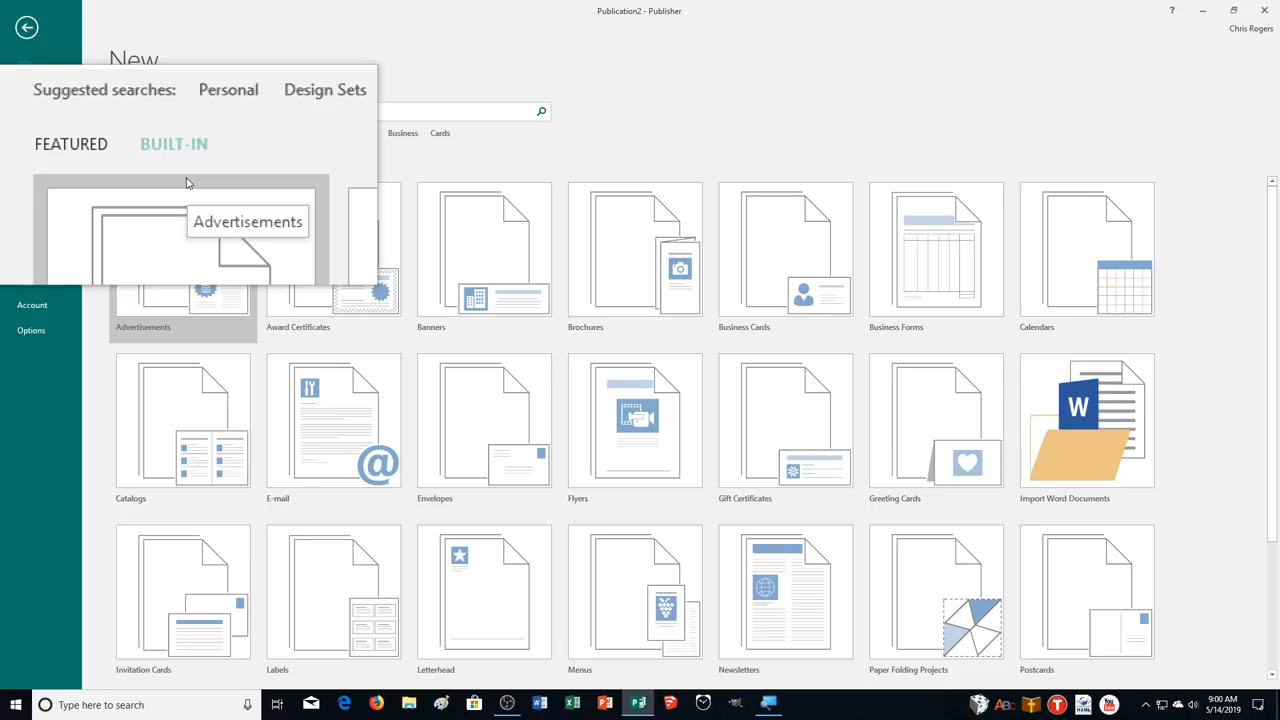 Publication2 - Publisher
?
Chris Rogers
New
Suggested searches: Personal Design Sets
Business Cards
FEATURED BUILT-IN
Advertisements
Account
Options
Advertisements
Award Certificates
Banners
Brochures
Business Cards
Business Forms
Calendars
W
@
Catalogs
E-mail
Envelopes
Flyers
Gift Certificates
Greeting Cards
Import Word Documents
Invitation Cards
Labels
Letterhead
Menus
Newsletters
Paper Folding Projects
Postcards
Type here to search
9:00 AM
5/14/2019